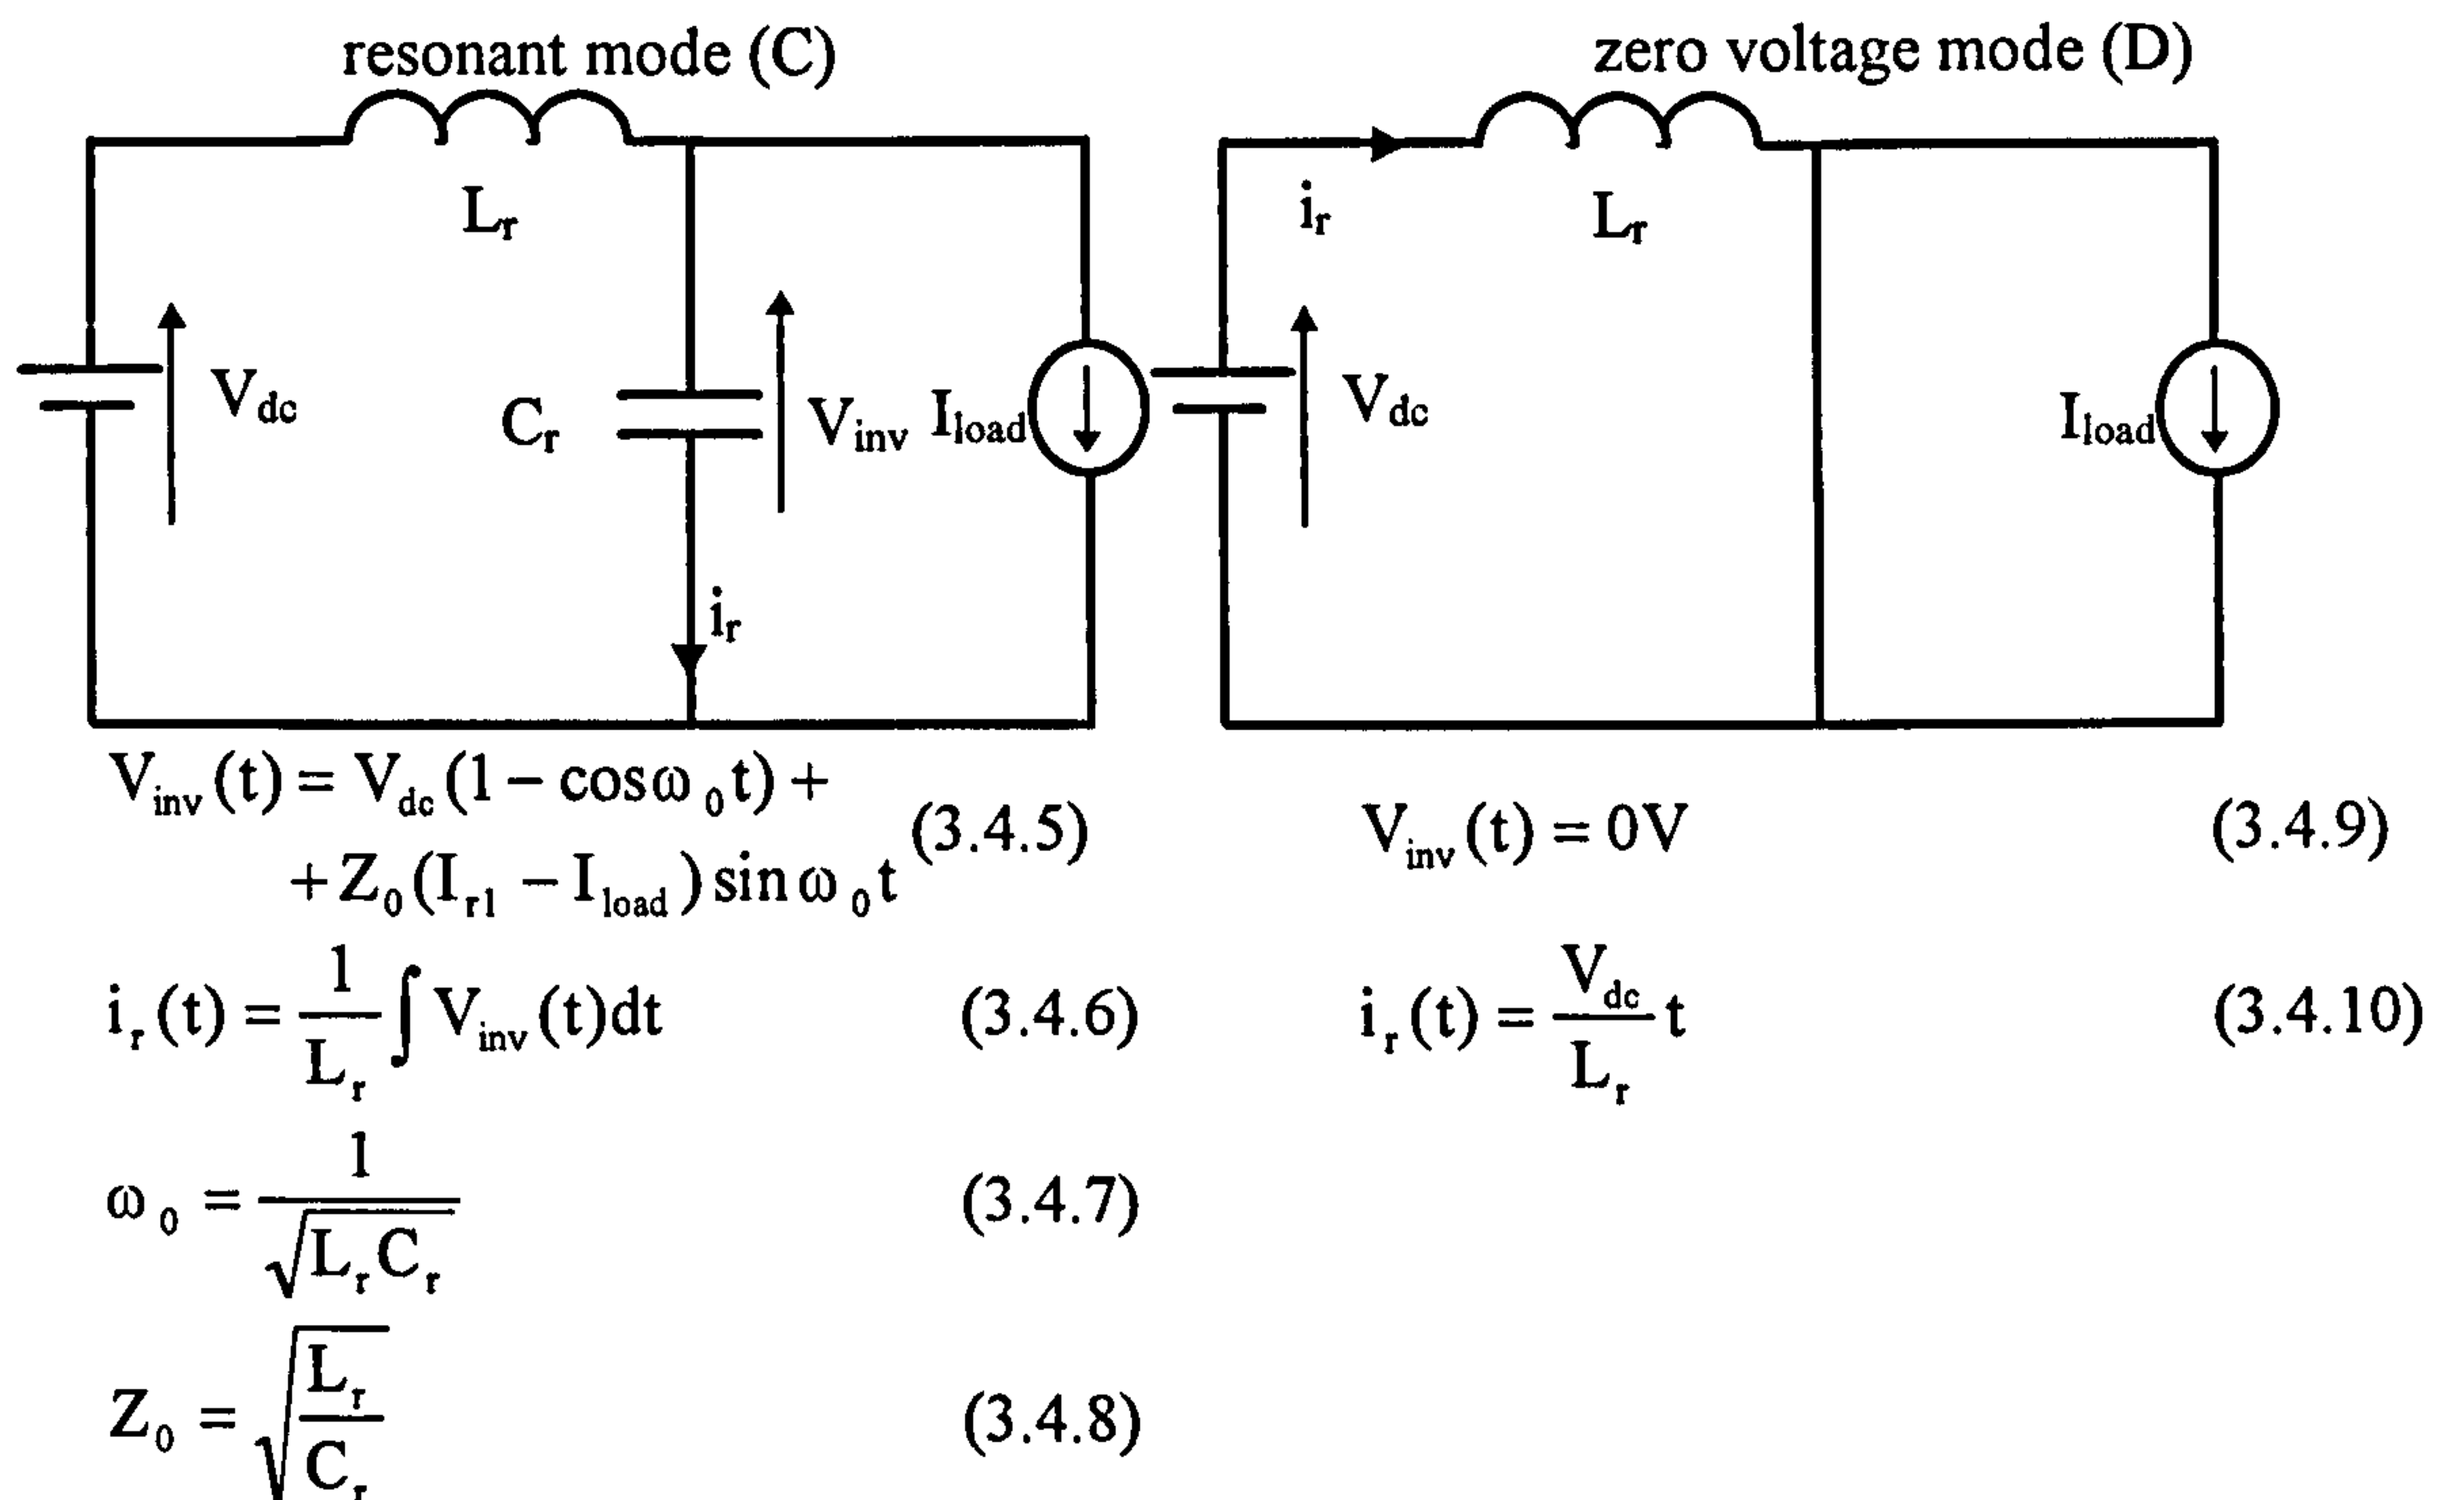 resonant mode (C)
zero voltage mode (D)
Lᵣ
Vdc
Cᵣ
Vinv
Iload
iᵣ
iᵣ
Lᵣ
Vdc
Iload
Vinv(t) = Vdc(1 − cosω₀t) +
+ Z₀(Iᵣ₁ − Iload) sinω₀t (3.4.5)
iᵣ(t) = 1/Lᵣ ∫ Vinv(t)dt (3.4.6)
ω₀ = 1/√(LᵣCᵣ) (3.4.7)
Z₀ = √(Lᵣ/Cᵣ) (3.4.8)
Vinv(t) = 0V (3.4.9)
iᵣ(t) = Vdc/Lᵣ t (3.4.10)